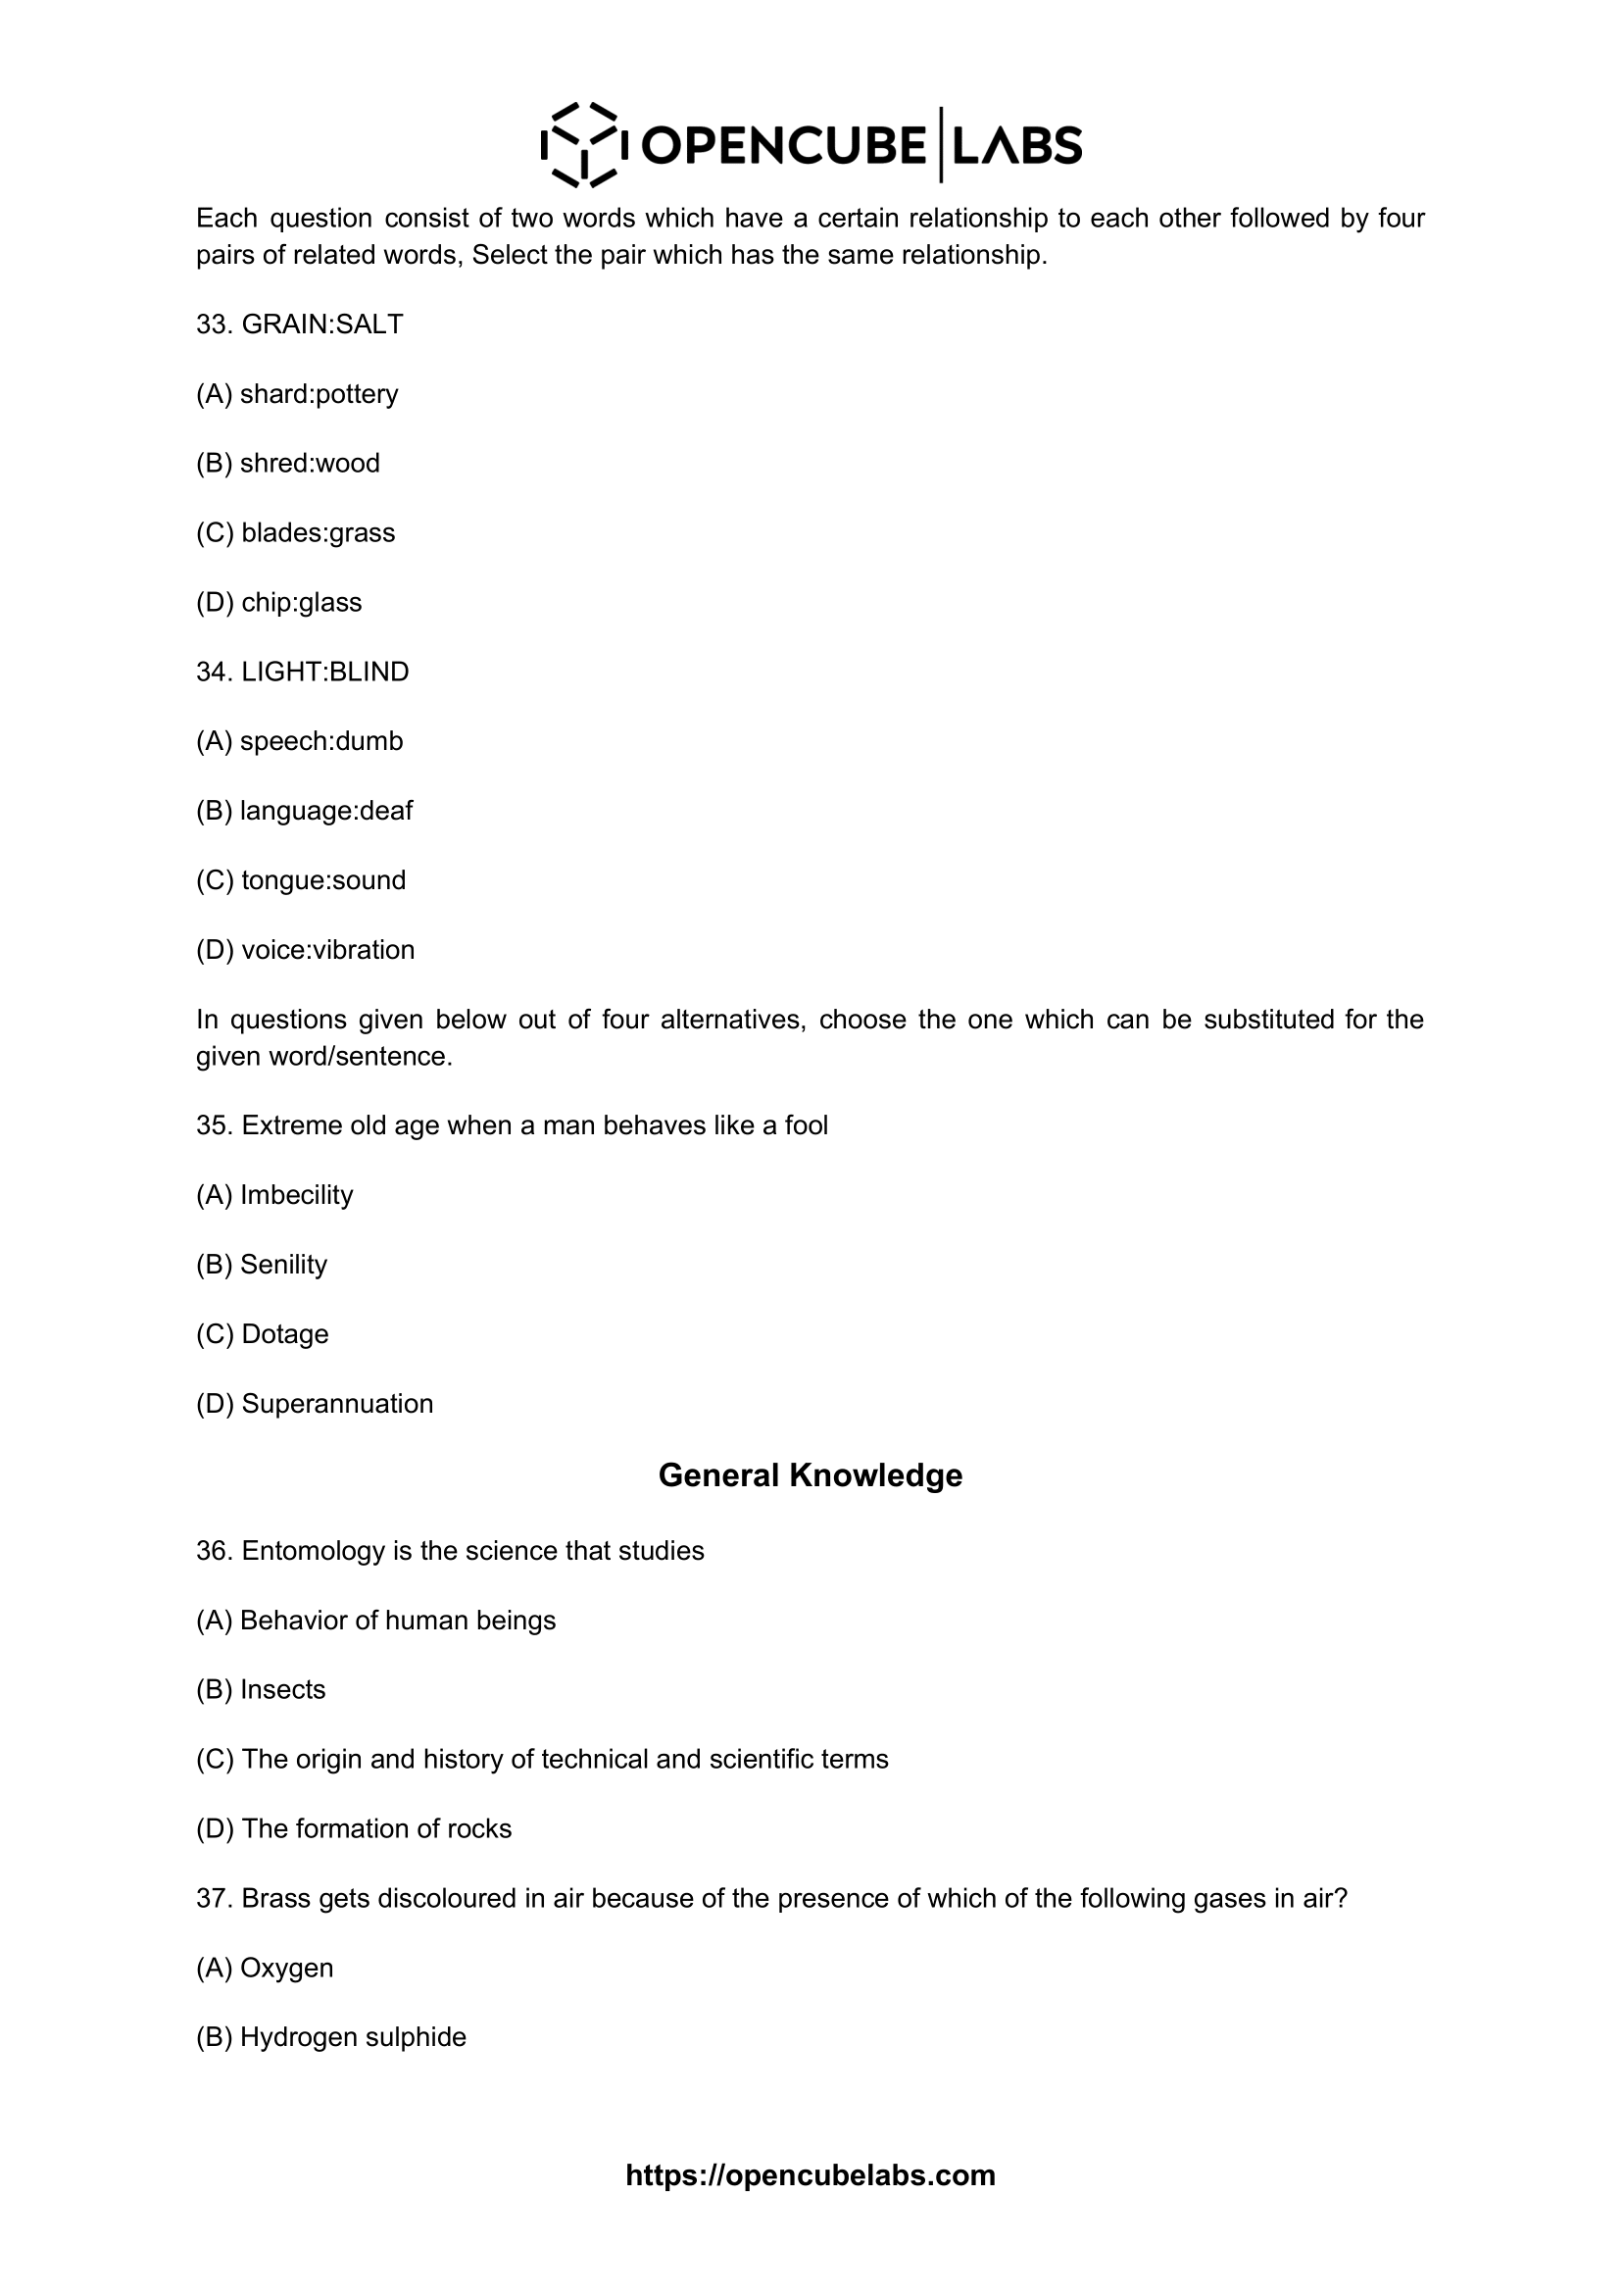 OPENCUBE LABS
Each question consist of two words which have a certain relationship to each other followed by four
pairs of related words, Select the pair which has the same relationship.
33. GRAIN:SALT
(A) shard:pottery
(B) shred:wood
(C) blades:grass
(D) chip:glass
34. LIGHT:BLIND
(A) speech:dumb
(B) language:deaf
(C) tongue:sound
(D) voice:vibration
In questions given below out of four alternatives, choose the one which can be substituted for the
given word/sentence.
35. Extreme old age when a man behaves like a fool
(A) Imbecility
(B) Senility
(C) Dotage
(D) Superannuation
General Knowledge
36. Entomology is the science that studies
(A) Behavior of human beings
(B) Insects
(C) The origin and history of technical and scientific terms
(D) The formation of rocks
37. Brass gets discoloured in air because of the presence of which of the following gases in air?
(A) Oxygen
(B) Hydrogen sulphide
https://opencubelabs.com